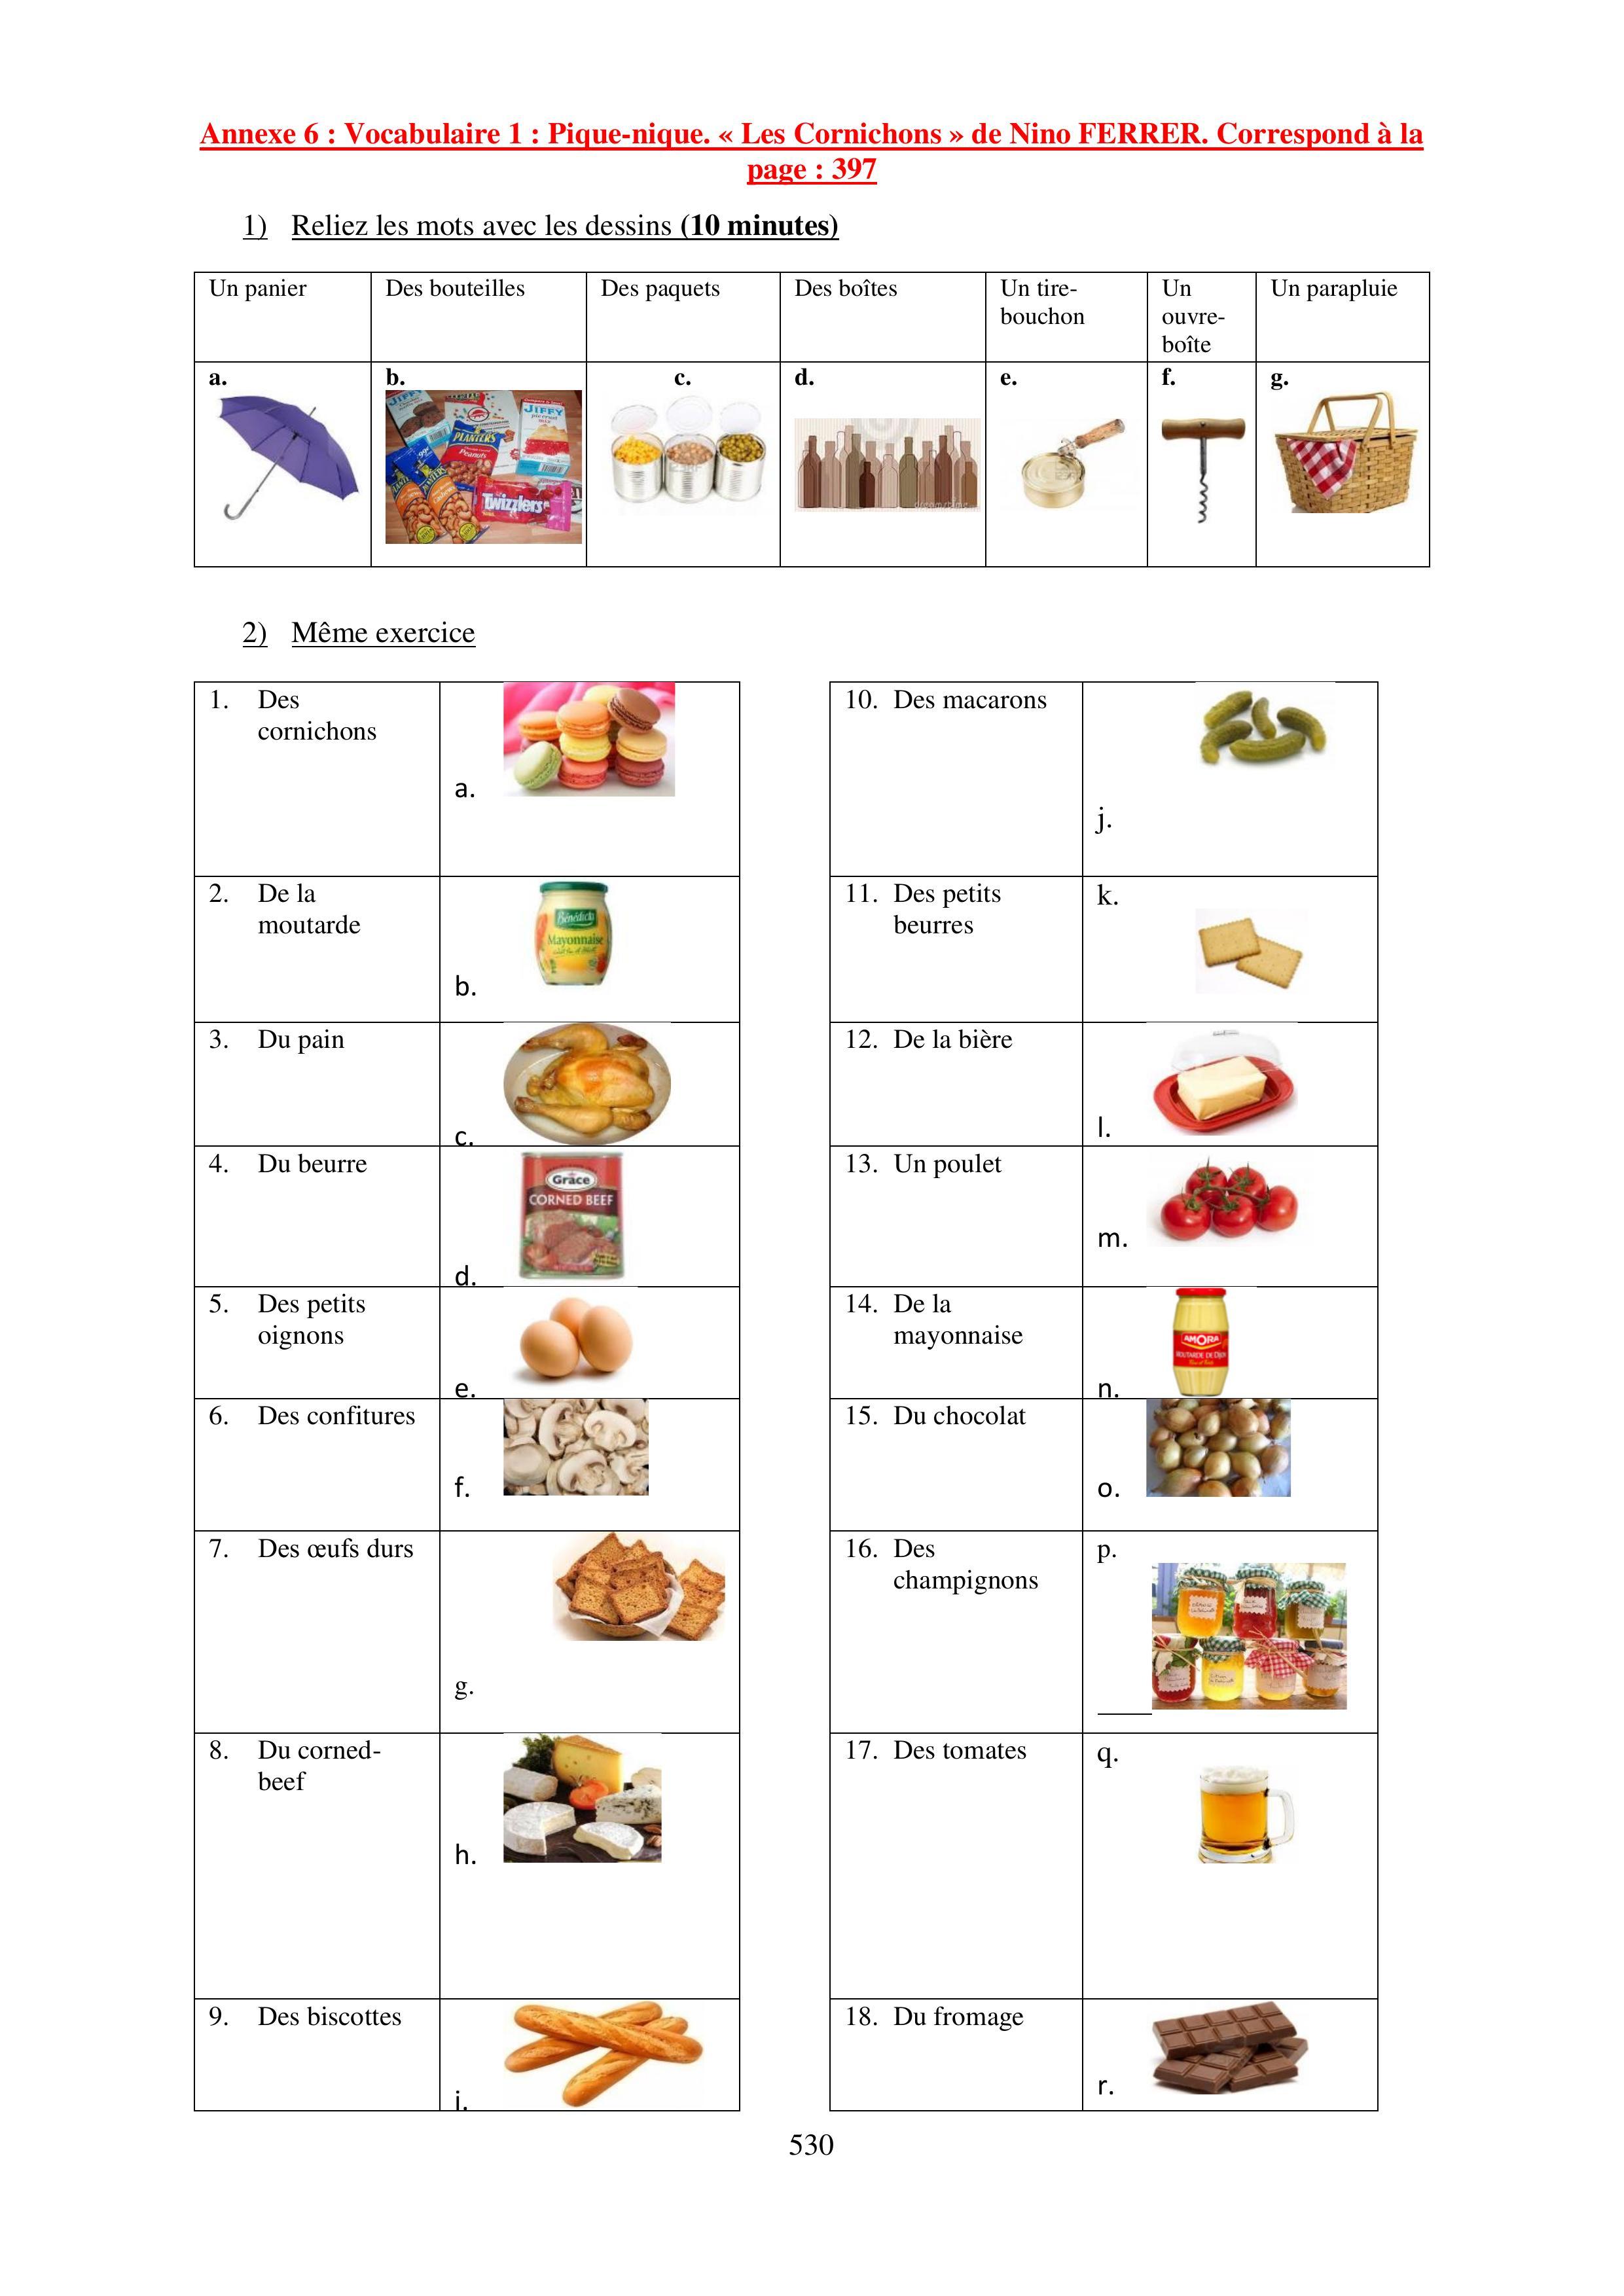 Annexe 6 : Vocabulaire 1 : Pique-nique. « Les Cornichons » de Nino FERRER. Correspond à la
page : 397
1) Reliez les mots avec les dessins (10 minutes)
Un panier
Des bouteilles
Des paquets
Des boîtes
Un tire-
bouchon
Un
ouvre-
boîte
Un parapluie
a.
b.
JIFFY
JIFFY
PLANTERS
Peanuts
PLANTERS
Twizzlers
c.
d.
e.
f.
g.
2) Même exercice
1. Des
cornichons
a.
2. De la
moutarde
Bénédicta
Mayonnaise
b.
3. Du pain
c.
4. Du beurre
Grace
CORNED BEEF
d.
5. Des petits
oignons
e.
6. Des confitures
f.
7. Des œufs durs
g.
8. Du corned-
beef
h.
9. Des biscottes
i.
10. Des macarons
j.
11. Des petits
beurres
k.
12. De la bière
l.
13. Un poulet
m.
14. De la
mayonnaise
AMORA
MOUTARDE DE DIJON
n.
15. Du chocolat
o.
16. Des
champignons
p.
17. Des tomates
q.
18. Du fromage
r.
530